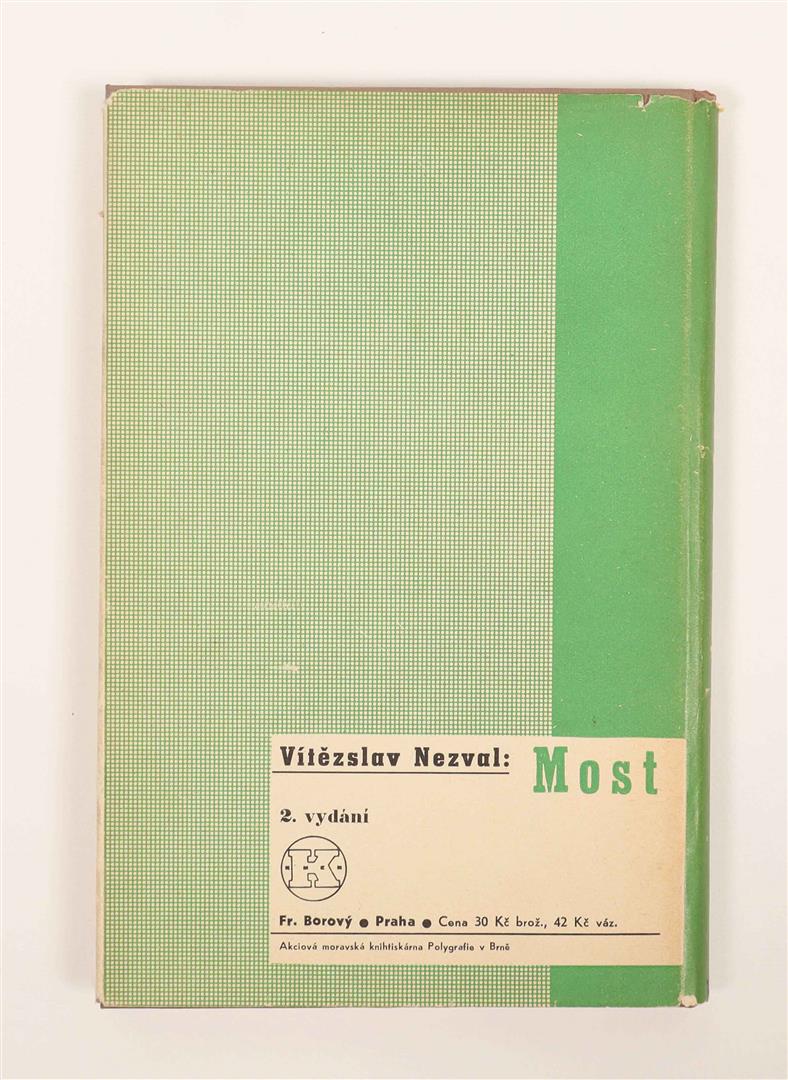 Vítězslav Nezval: Most
2. vydání
K
Fr. Borový ● Praha ● Cena 30 Kč brož., 42 Kč váz.
Akciová moravská knihtiskárna Polygrafie v Brně